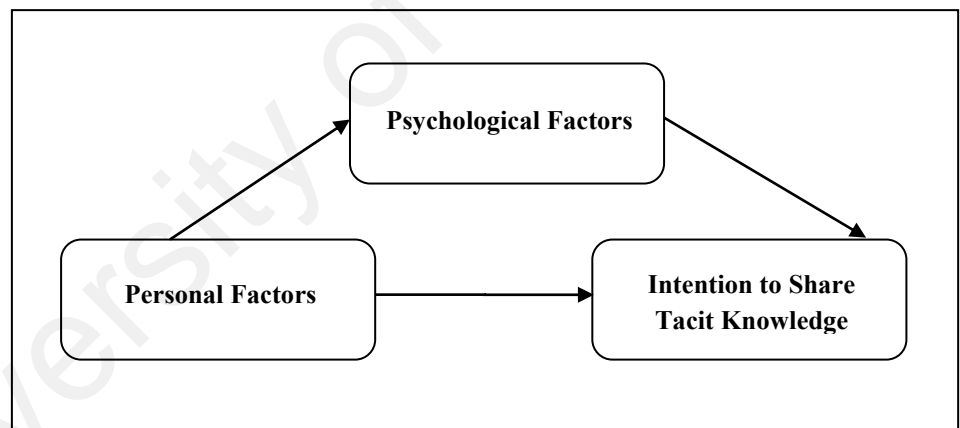 Psychological Factors
Personal Factors
Intention to Share
Tacit Knowledge